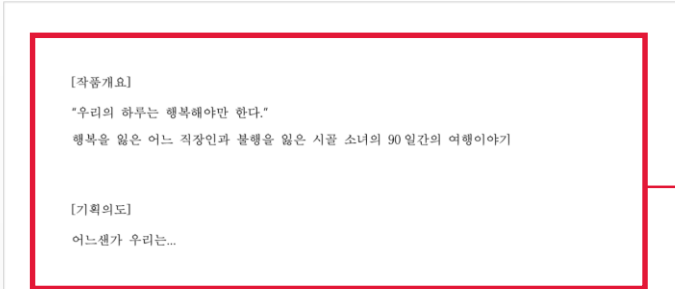 [작품개요]
"우리의 하루는 행복해야만 한다."
행복을 잃은 어느 직장인과 불행을 잃은 시골 소녀의 90일간의 여행이야기
[기획의도]
어느샌가 우리는...